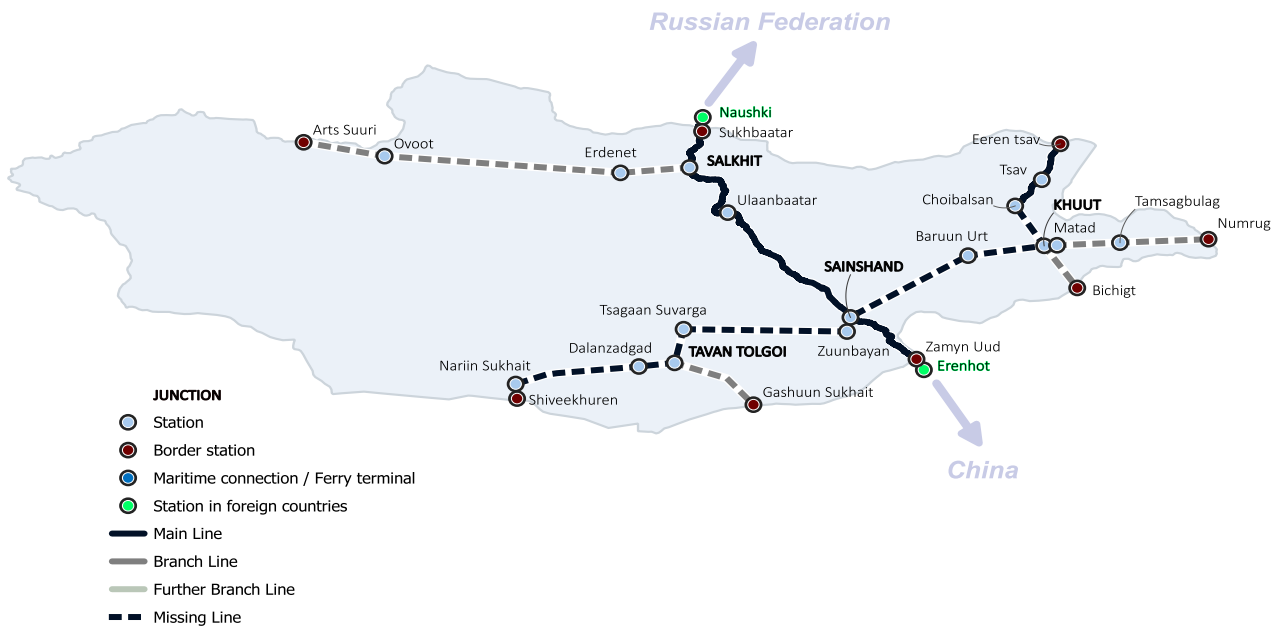 Russian Federation
Naushki
Sukhbaatar
Arts Suuri
Ovoot
Erdenet
SALKHIT
Eeren tsav
Tsav
Choibalsan
KHUUT
Tamsagbulag
Ulaanbaatar
Matad
Numrug
Baruun Urt
SAINSHAND
Bichigt
Tsagaan Suvarga
Zuunbayan
Zamyn Uud
Erenhot
Dalanzadgad
TAVAN TOLGOI
Nariin Sukhait
Shiveekhuren
Gashuun Sukhait
China
JUNCTION
Station
Border station
Maritime connection / Ferry terminal
Station in foreign countries
Main Line
Branch Line
Further Branch Line
Missing Line